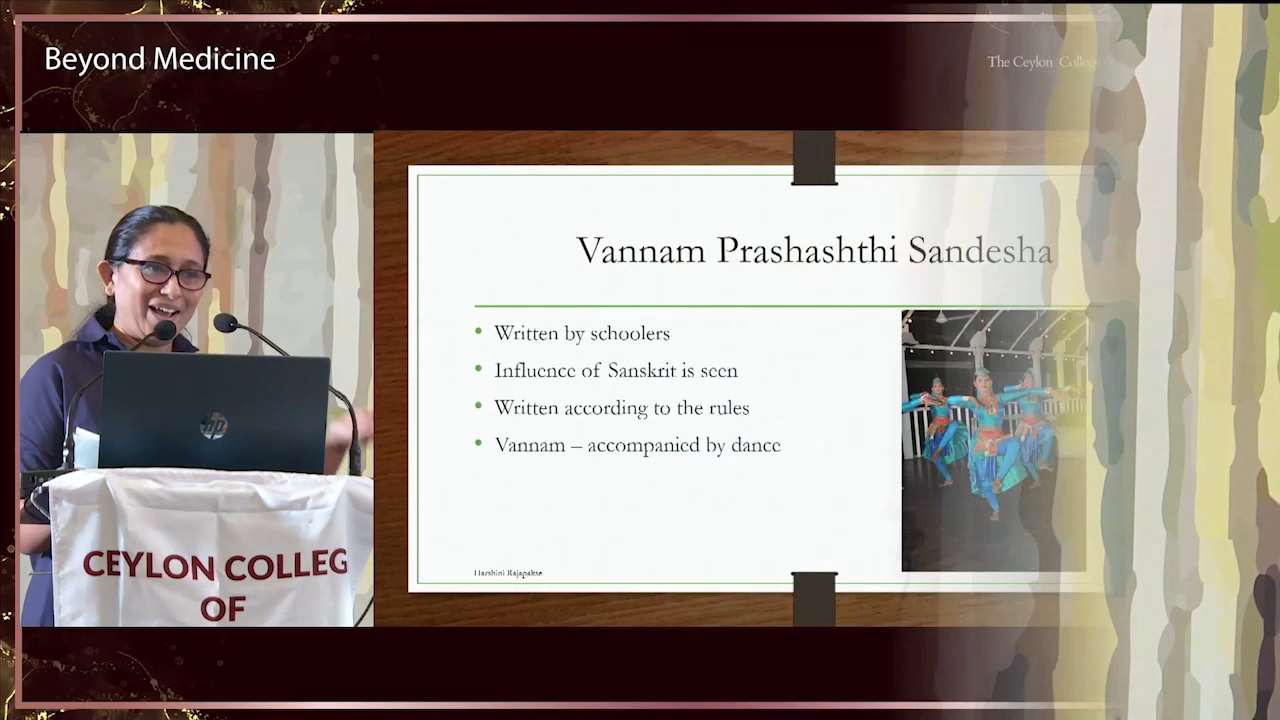 Beyond Medicine
The Ceylon College
Vannam Prashashthi Sandesha
• Written by schoolers
• Influence of Sanskrit is seen
• Written according to the rules
• Vannam – accompanied by dance
Harshini Rajapakse
hp
CEYLON COLLEG
OF